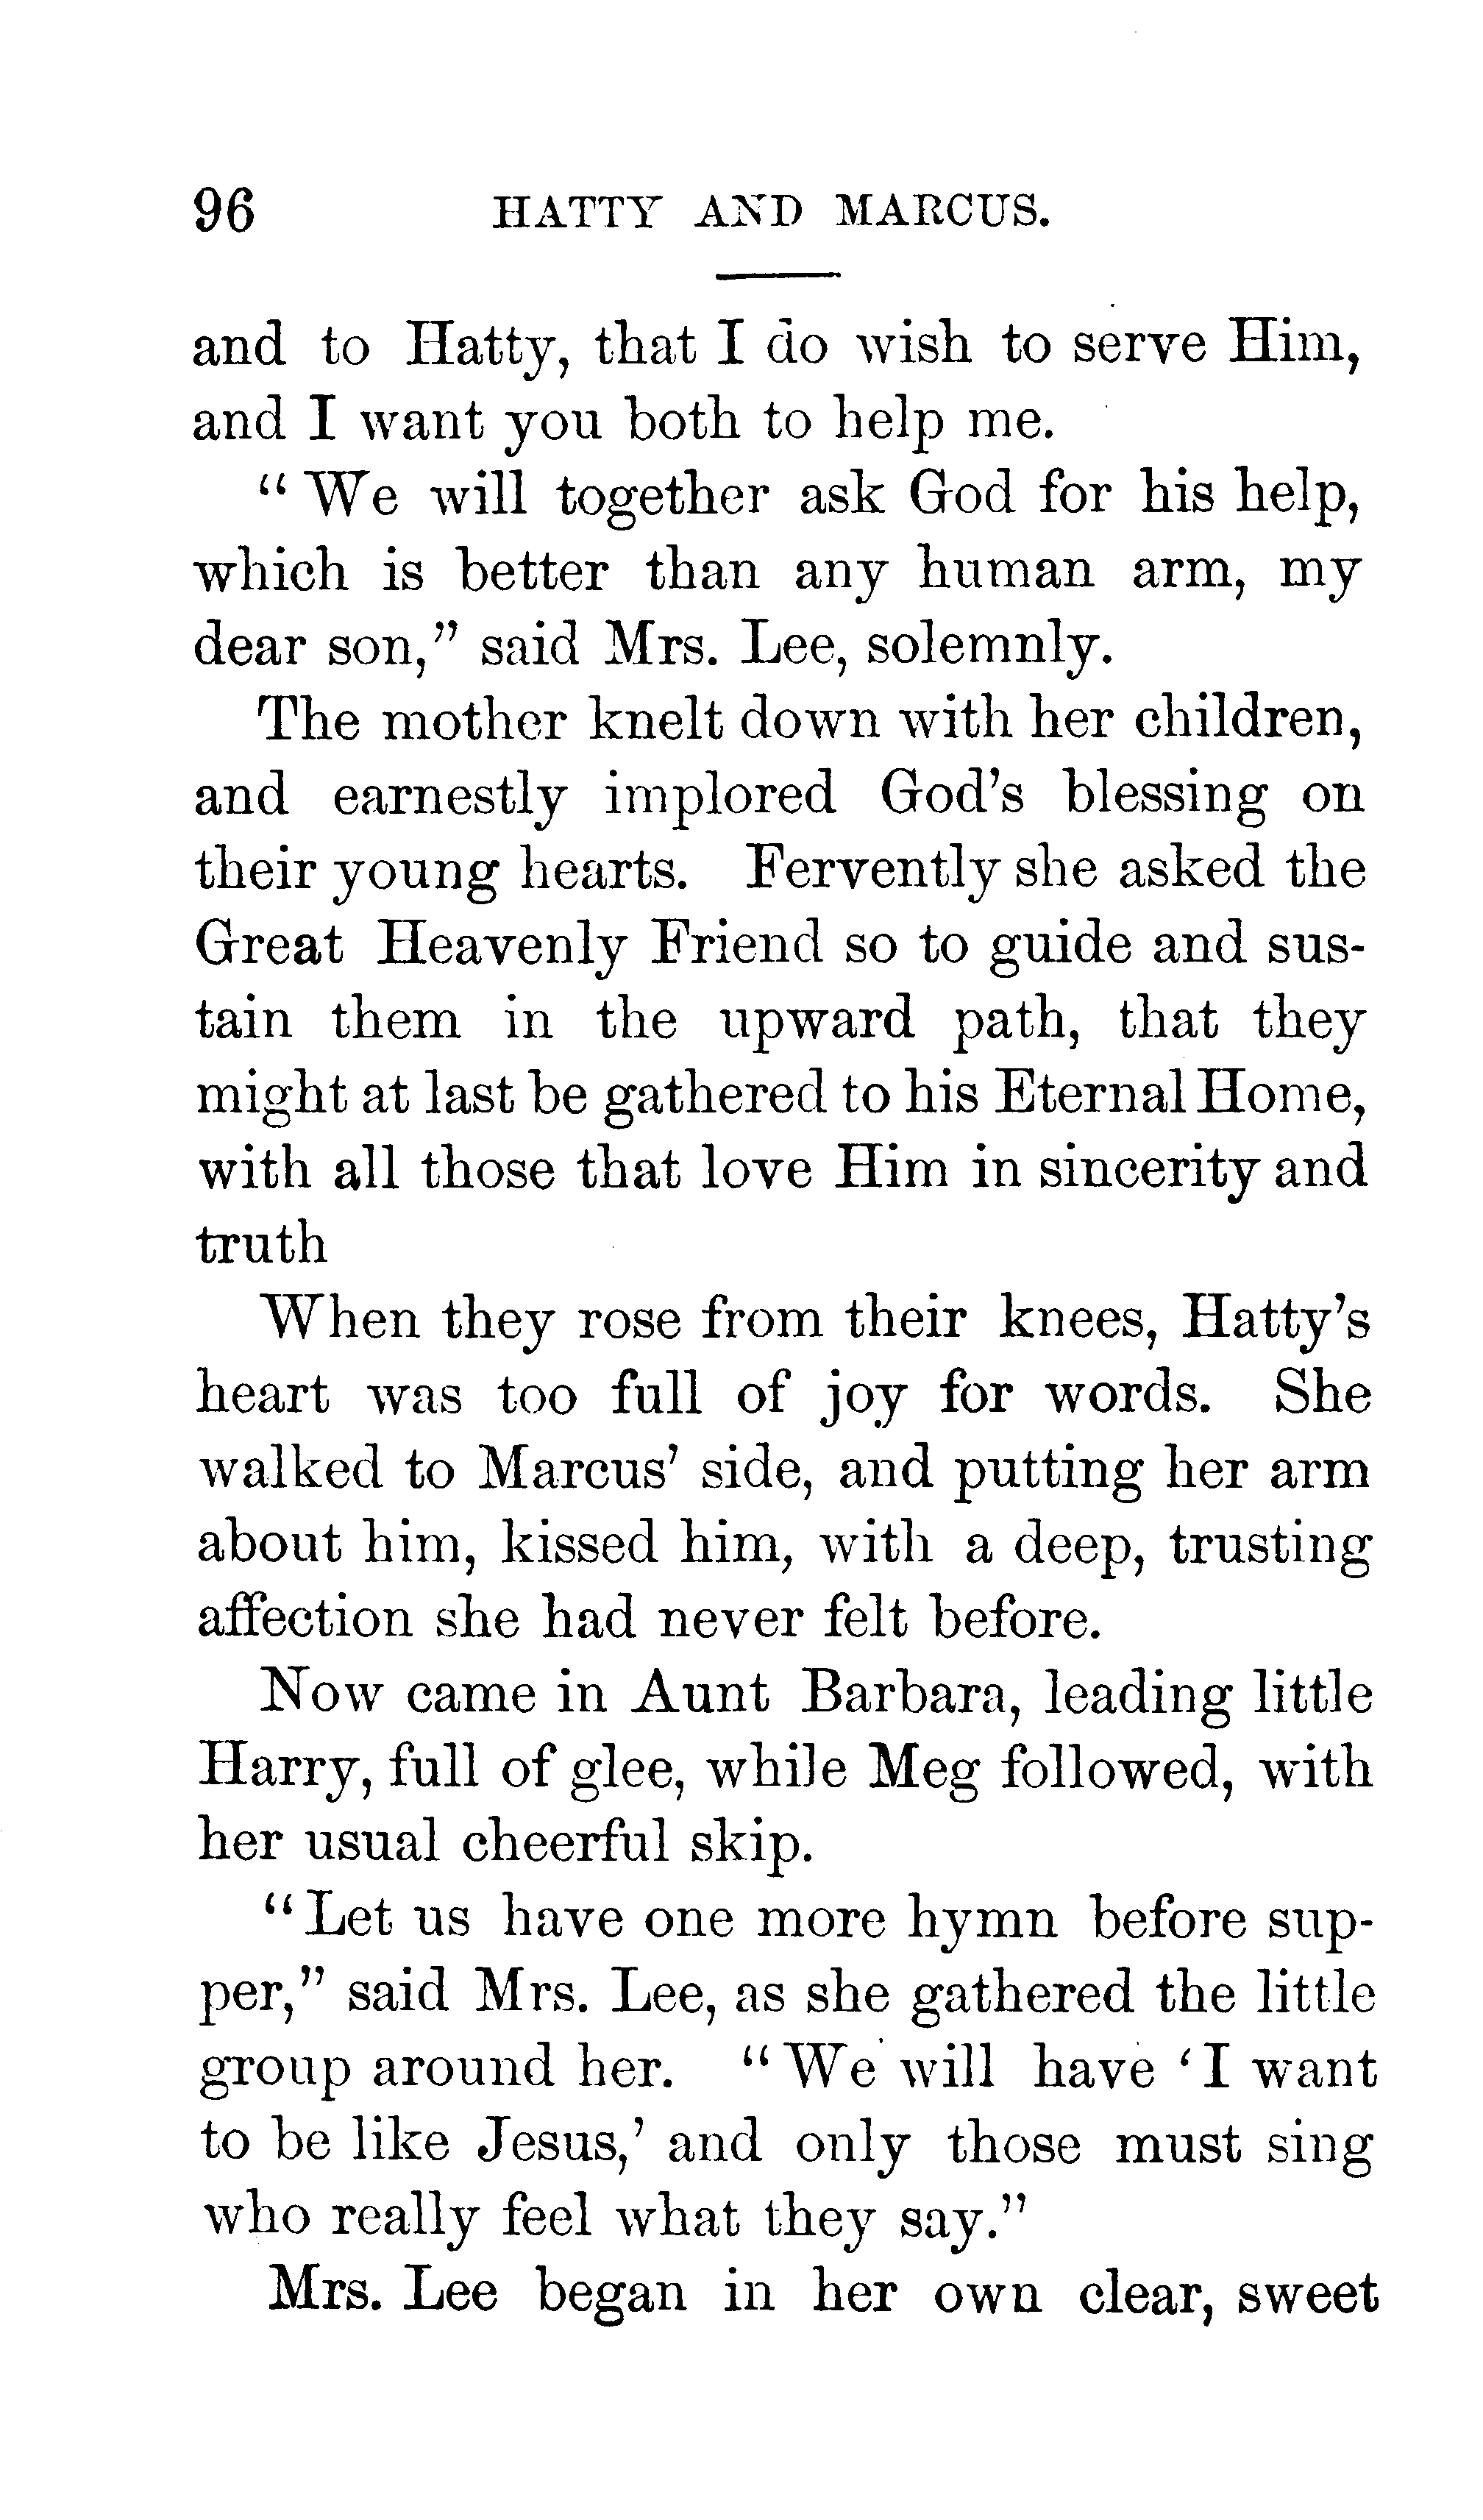 96 HATTY AND MARCUS.
and to Hatty, that I do wish to serve Him,
and I want you both to help me.
"We will together ask God for his help,
which is better than any human arm, my
dear son," said Mrs. Lee, solemnly.
The mother knelt down with her children,
and earnestly implored God's blessing on
their young hearts. Fervently she asked the
Great Heavenly Friend so to guide and sus-
tain them in the upward path, that they
might at last be gathered to his Eternal Home,
with all those that love Him in sincerity and
truth
When they rose from their knees, Hatty's
heart was too full of joy for words. She
walked to Marcus' side, and putting her arm
about him, kissed him, with a deep, trusting
affection she had never felt before.
Now came in Aunt Barbara, leading little
Harry, full of glee, while Meg followed, with
her usual cheerful skip.
"Let us have one more hymn before sup-
per," said Mrs. Lee, as she gathered the little
group around her. "We will have 'I want
to be like Jesus,' and only those must sing
who really feel what they say."
Mrs. Lee began in her own clear, sweet